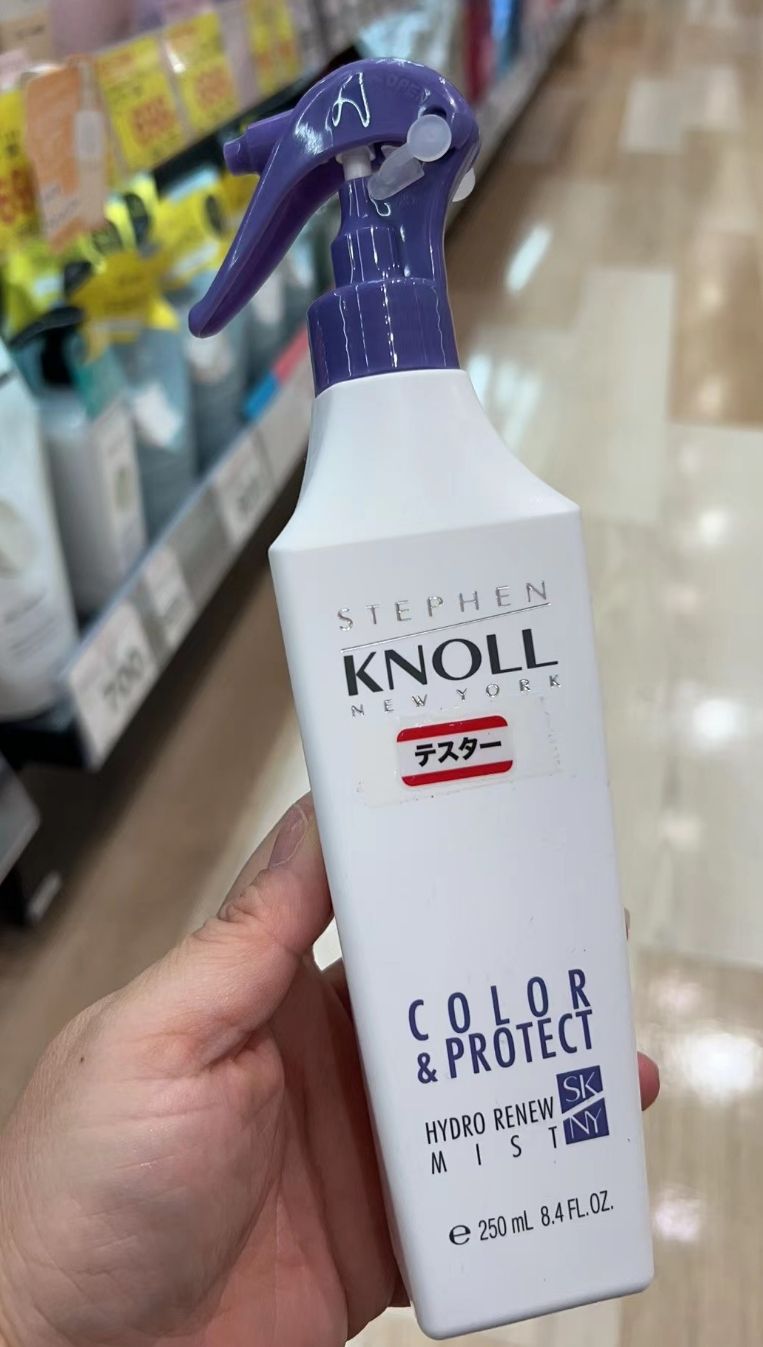 STEPHEN
KNOLL
NEW YORK
テスター
COLOR
& PROTECT
HYDRO RENEW
MIST
SK
NY
e 250 mL 8.4 FL.OZ.
700